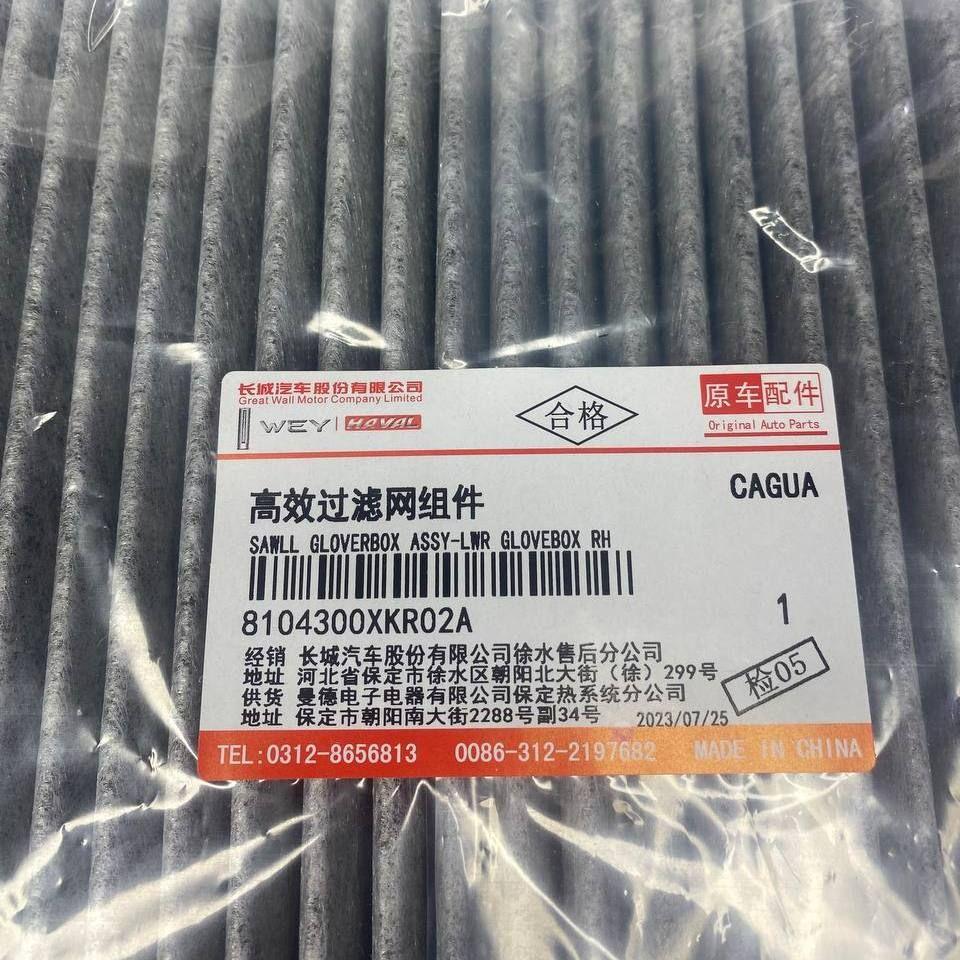 长城汽车股份有限公司
Great Wall Motor Company Limited
WEY HAVAL
合格
原车配件
Original Auto Parts
CAGUA
高效过滤网组件
SAWLL GLOVERBOX ASSY-LWR GLOVEBOX RH
8104300XKR02A
1
经销 长城汽车股份有限公司徐水售后分公司
地址 河北省保定市徐水区朝阳北大街（徐）299号
供货 曼德电子电器有限公司保定热系统分公司
地址 保定市朝阳南大街2288号副34号 2023/07/25
检05
TEL:0312-8656813 0086-312-2197682 MADE IN CHINA